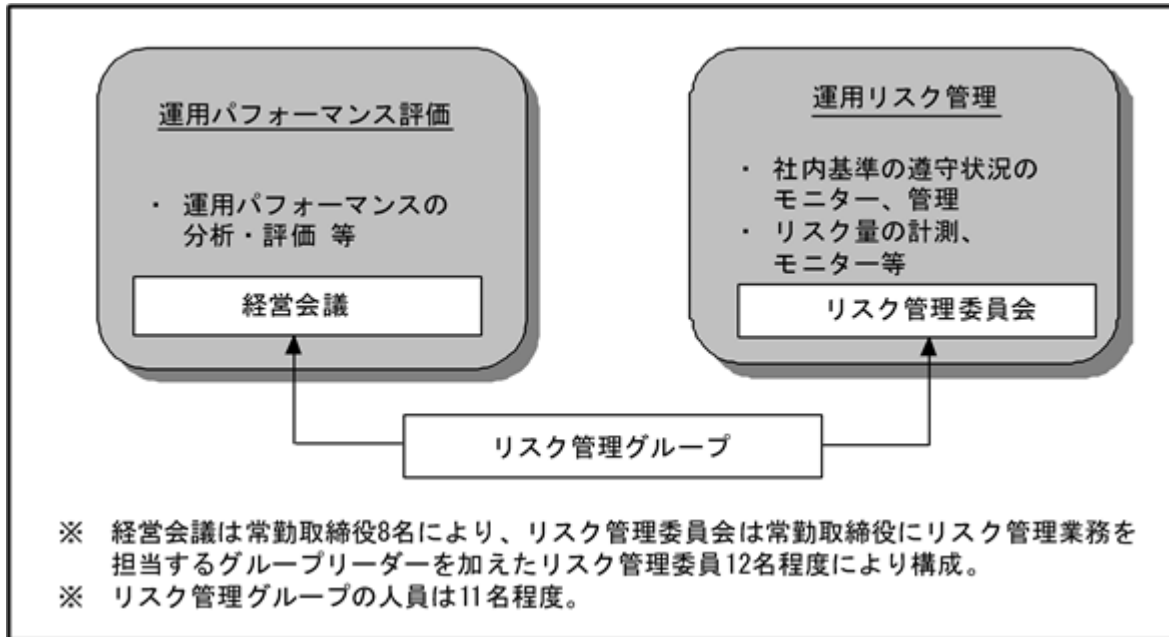 運用パフォーマンス評価
・ 運用パフォーマンスの
分析・評価 等
経営会議
運用リスク管理
・ 社内基準の遵守状況の
モニター、管理
・ リスク量の計測、
モニター等
リスク管理委員会
リスク管理グループ
※ 経営会議は常勤取締役8名により、リスク管理委員会は常勤取締役にリスク管理業務を
担当するグループリーダーを加えたリスク管理委員12名程度により構成。
※ リスク管理グループの人員は11名程度。